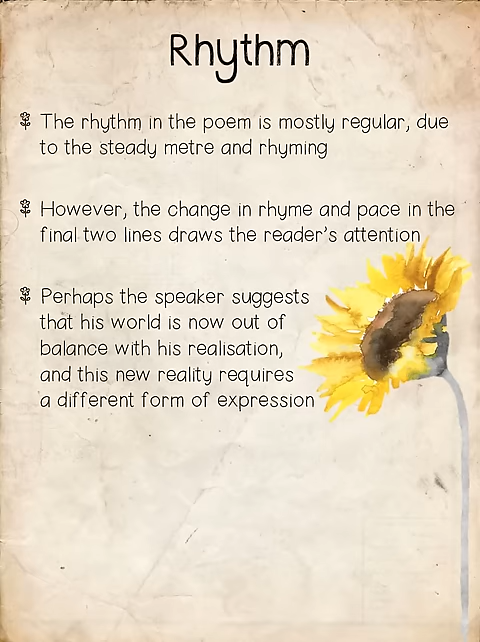 Rhythm
The rhythm in the poem is mostly regular, due
to the steady metre and rhyming
However, the change in rhyme and pace in the
final two lines draws the reader's attention
Perhaps the speaker suggests
that his world is now out of
balance with his realisation,
and this new reality requires
a different form of expression